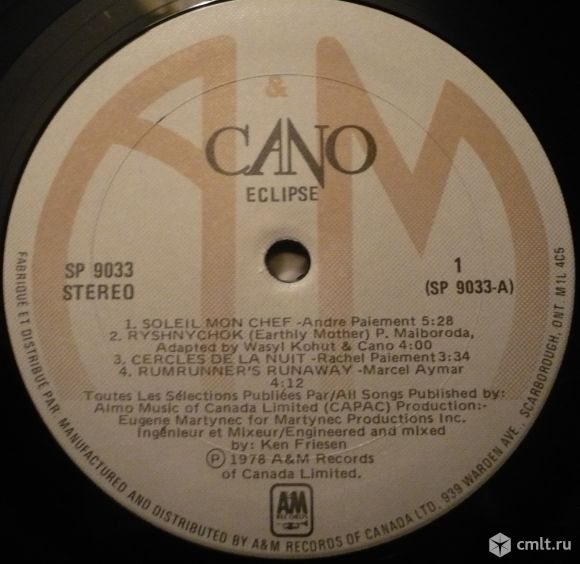 &
CANO
ECLIPSE
SP 9033
STEREO
1
(SP 9033-A)
1. SOLEIL MON CHEF -Andre Paiement 5:28
2. RYSHNYCHOK (Earthly Mother) P. Malboroda,
Adapted by Wasyl Kohut & Cano 4:00
3. CERCLES DE LA NUIT -Rachel Paiement 3:34
4. RUMRUNNER'S RUNAWAY -Marcel Aymar
4:12
Toutes Les Sélections Publiées Par/All Songs Published by:
Almo Music of Canada Limited (CAPAC) Production:-
Eugene Martynec for Martynec Productions Inc.
Ingénieur et Mixeur/Engineered and mixed
by: Ken Friesen
Ⓟ 1978 A&M Records
of Canada Limited.
A&M
RECORDS
FABRIQUÉ ET DISTRIBUÉ PAR: MANUFACTURED AND DISTRIBUTED BY A&M RECORDS OF CANADA LTD. 939 WARDEN AVE., SCARBOROUGH, ONT. M1L 4C5
cmlt.ru